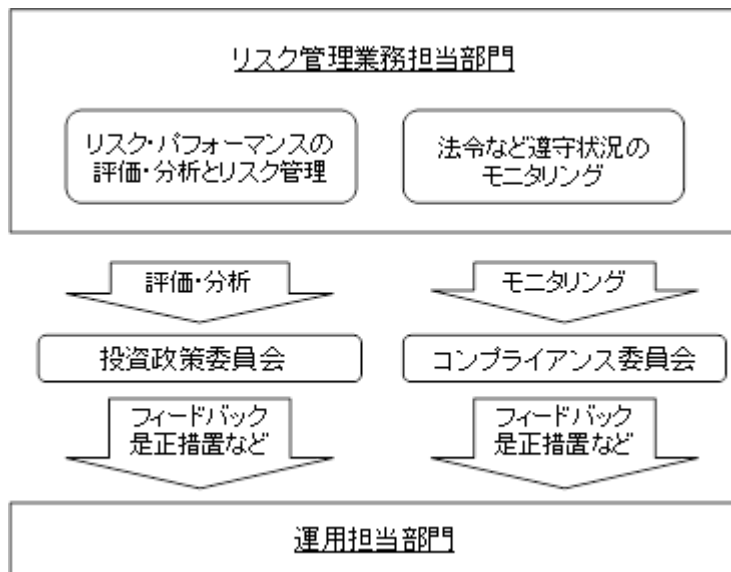 リスク管理業務担当部門
リスク・パフォーマンスの
評価・分析とリスク管理
法令など遵守状況の
モニタリング
評価・分析
モニタリング
投資政策委員会
コンプライアンス委員会
フィードバック
是正措置など
フィードバック
是正措置など
運用担当部門